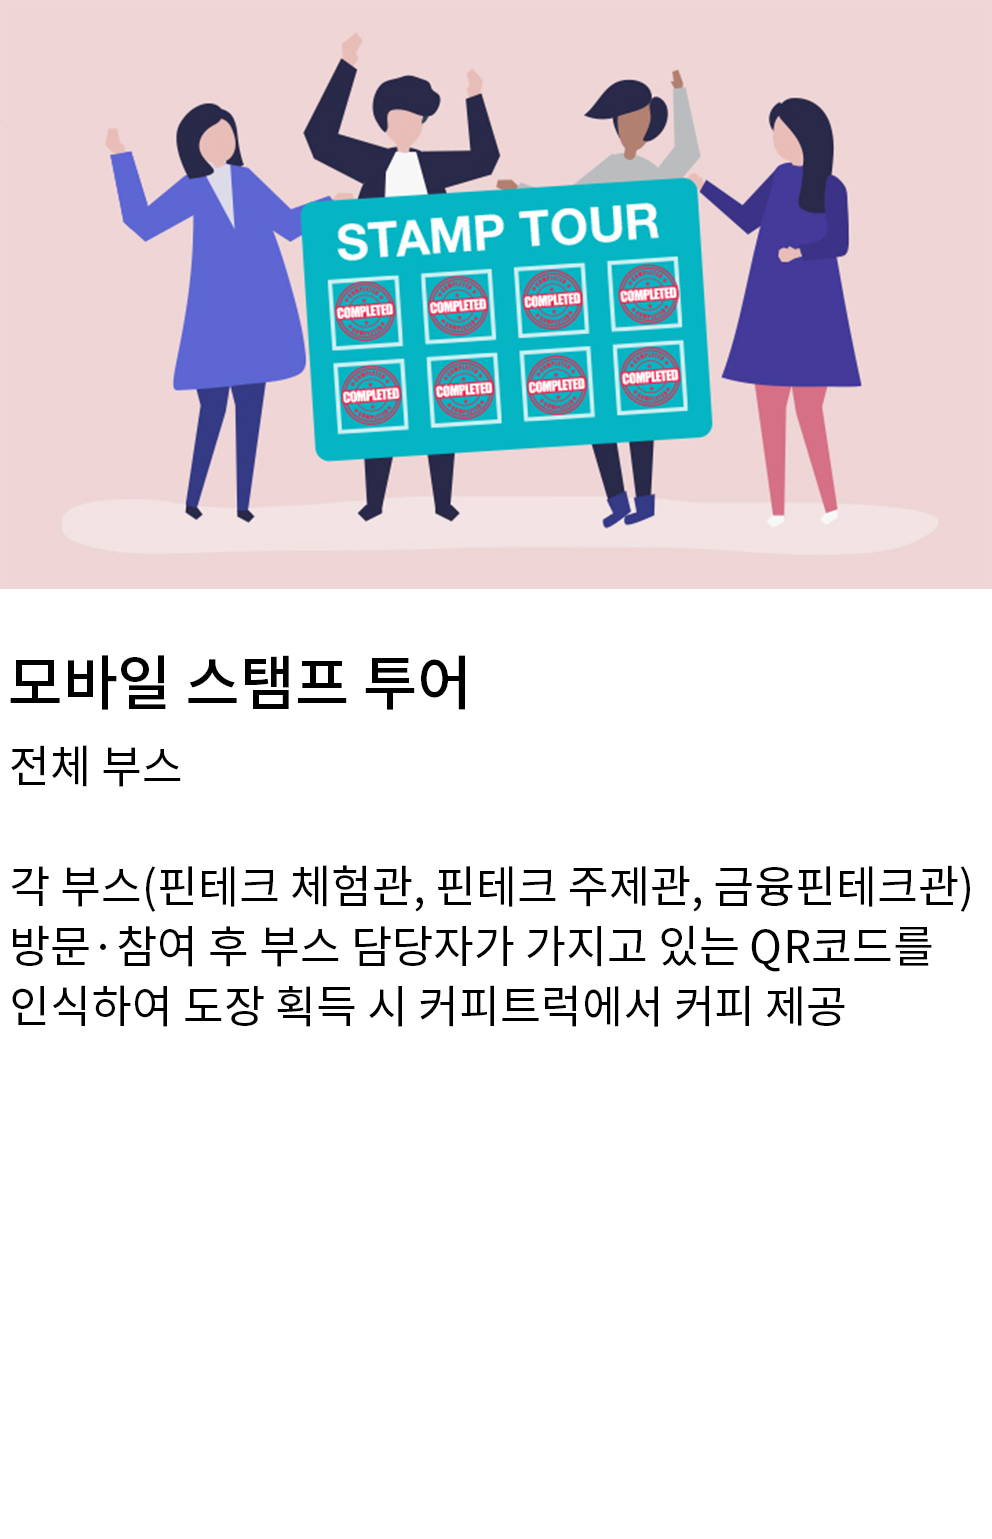 STAMP TOUR
COMPLETED COMPLETED COMPLETED COMPLETED
COMPLETED COMPLETED COMPLETED COMPLETED
모바일 스탬프 투어
전체 부스
각 부스(핀테크 체험관, 핀테크 주제관, 금융핀테크관)
방문·참여 후 부스 담당자가 가지고 있는 QR코드를
인식하여 도장 획득 시 커피트럭에서 커피 제공